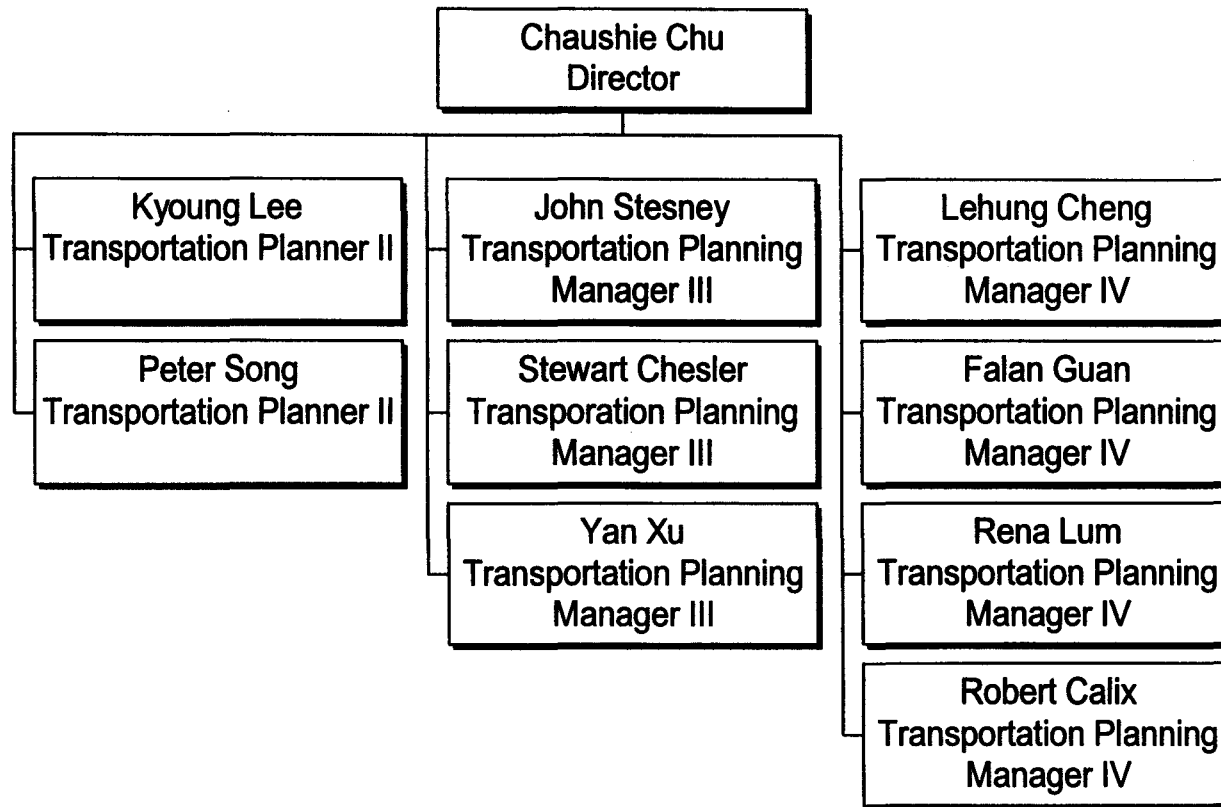 Chaushie Chu
Director
Kyoung Lee
Transportation Planner II
Peter Song
Transportation Planner II
John Stesney
Transportation Planning
Manager III
Stewart Chesler
Transporation Planning
Manager III
Yan Xu
Transportation Planning
Manager III
Lehung Cheng
Transportation Planning
Manager IV
Falan Guan
Transportation Planning
Manager IV
Rena Lum
Transportation Planning
Manager IV
Robert Calix
Transportation Planning
Manager IV